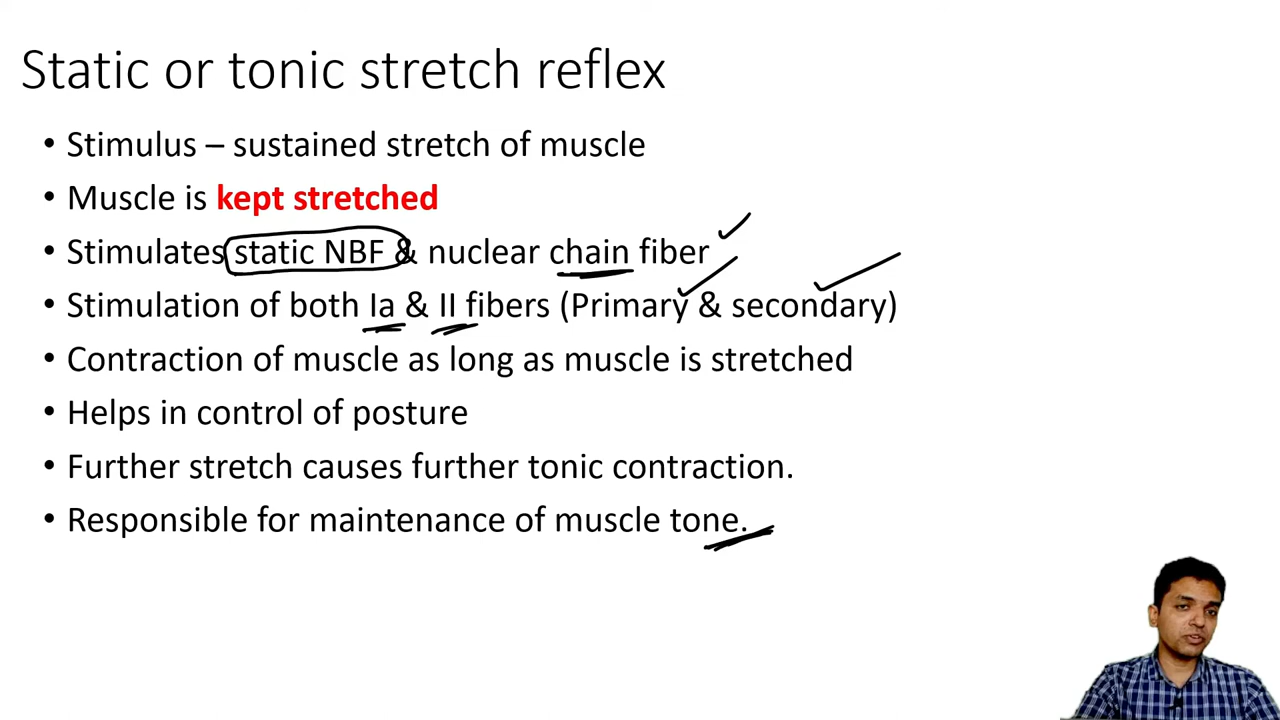 Static or tonic stretch reflex
• Stimulus – sustained stretch of muscle
• Muscle is kept stretched
• Stimulates static NBF & nuclear chain fiber
• Stimulation of both Ia & II fibers (Primary & secondary)
• Contraction of muscle as long as muscle is stretched
• Helps in control of posture
• Further stretch causes further tonic contraction.
• Responsible for maintenance of muscle tone.